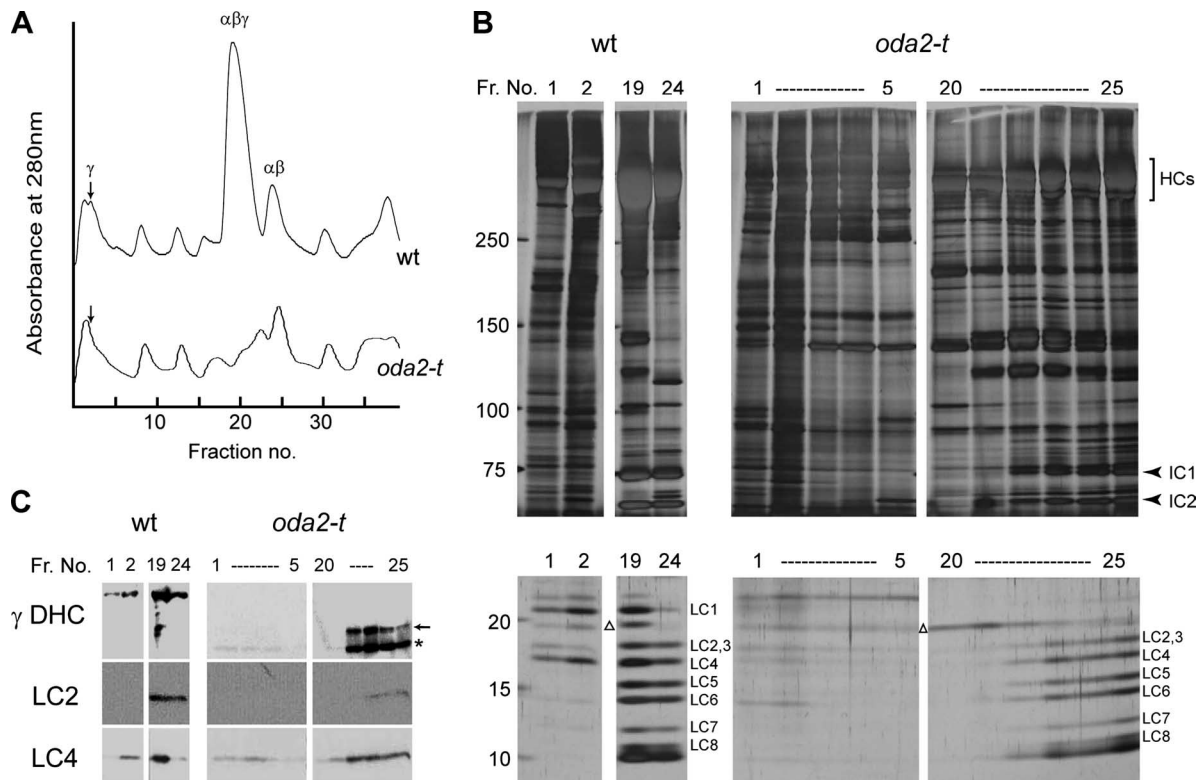 A
αβγ
γ
αβ
wt
oda2-t
Absorbance at 280nm
10 20 30
Fraction no.
B
wt oda2-t
Fr. No. 1 2 19 24 1 -------------- 5 20 ---------------- 25
HCs
250
150
100
75
IC1
IC2
1 2 19 24 1 -------------- 5 20 ------------------ 25
20
15
10
LC1
LC2,3
LC4
LC5
LC6
LC7
LC8
LC2,3
LC4
LC5
LC6
LC7
LC8
C
wt oda2-t
Fr. No. 1 2 19 24 1 -------- 5 20 ---- 25
γ DHC
*
LC2
LC4